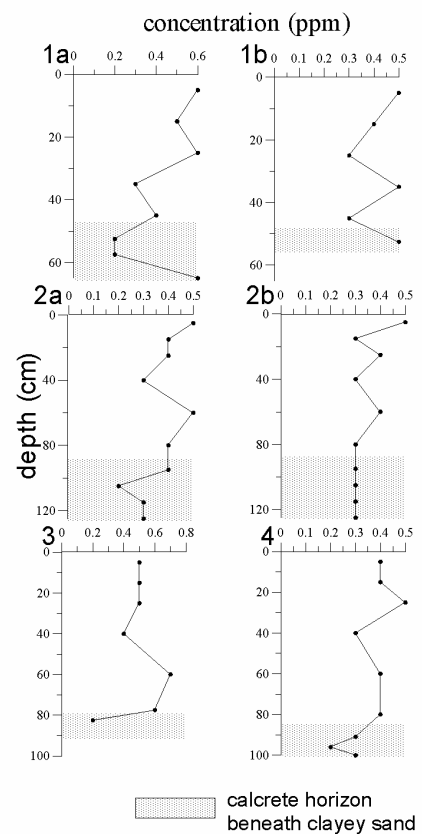 concentration (ppm)
1a 0 0.2 0.4 0.6
0
20
40
60
1b 0 0.1 0.2 0.3 0.4 0.5
0
20
40
60
2a 0 0.1 0.2 0.3 0.4 0.5
0
40
80
120
2b 0 0.1 0.2 0.3 0.4 0.5
0
40
80
120
depth (cm)
3 0 0.2 0.4 0.6 0.8
0
20
40
60
80
100
4 0 0.1 0.2 0.3 0.4 0.5
0
20
40
60
80
100
calcrete horizon
beneath clayey sand